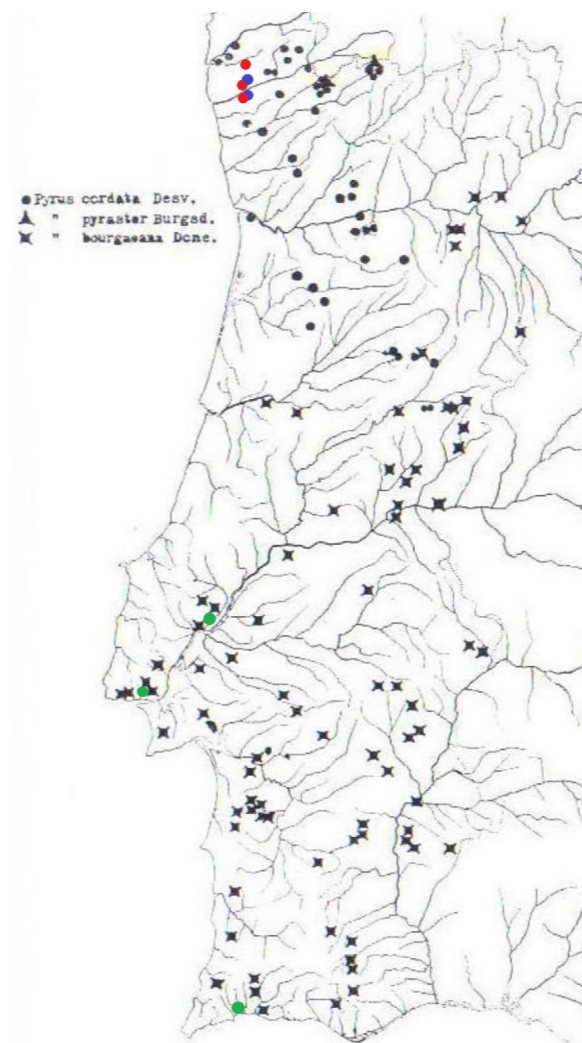 Pyrus cordata Desv.
" pyraster Burgsd.
" bourgaeana Dcne.